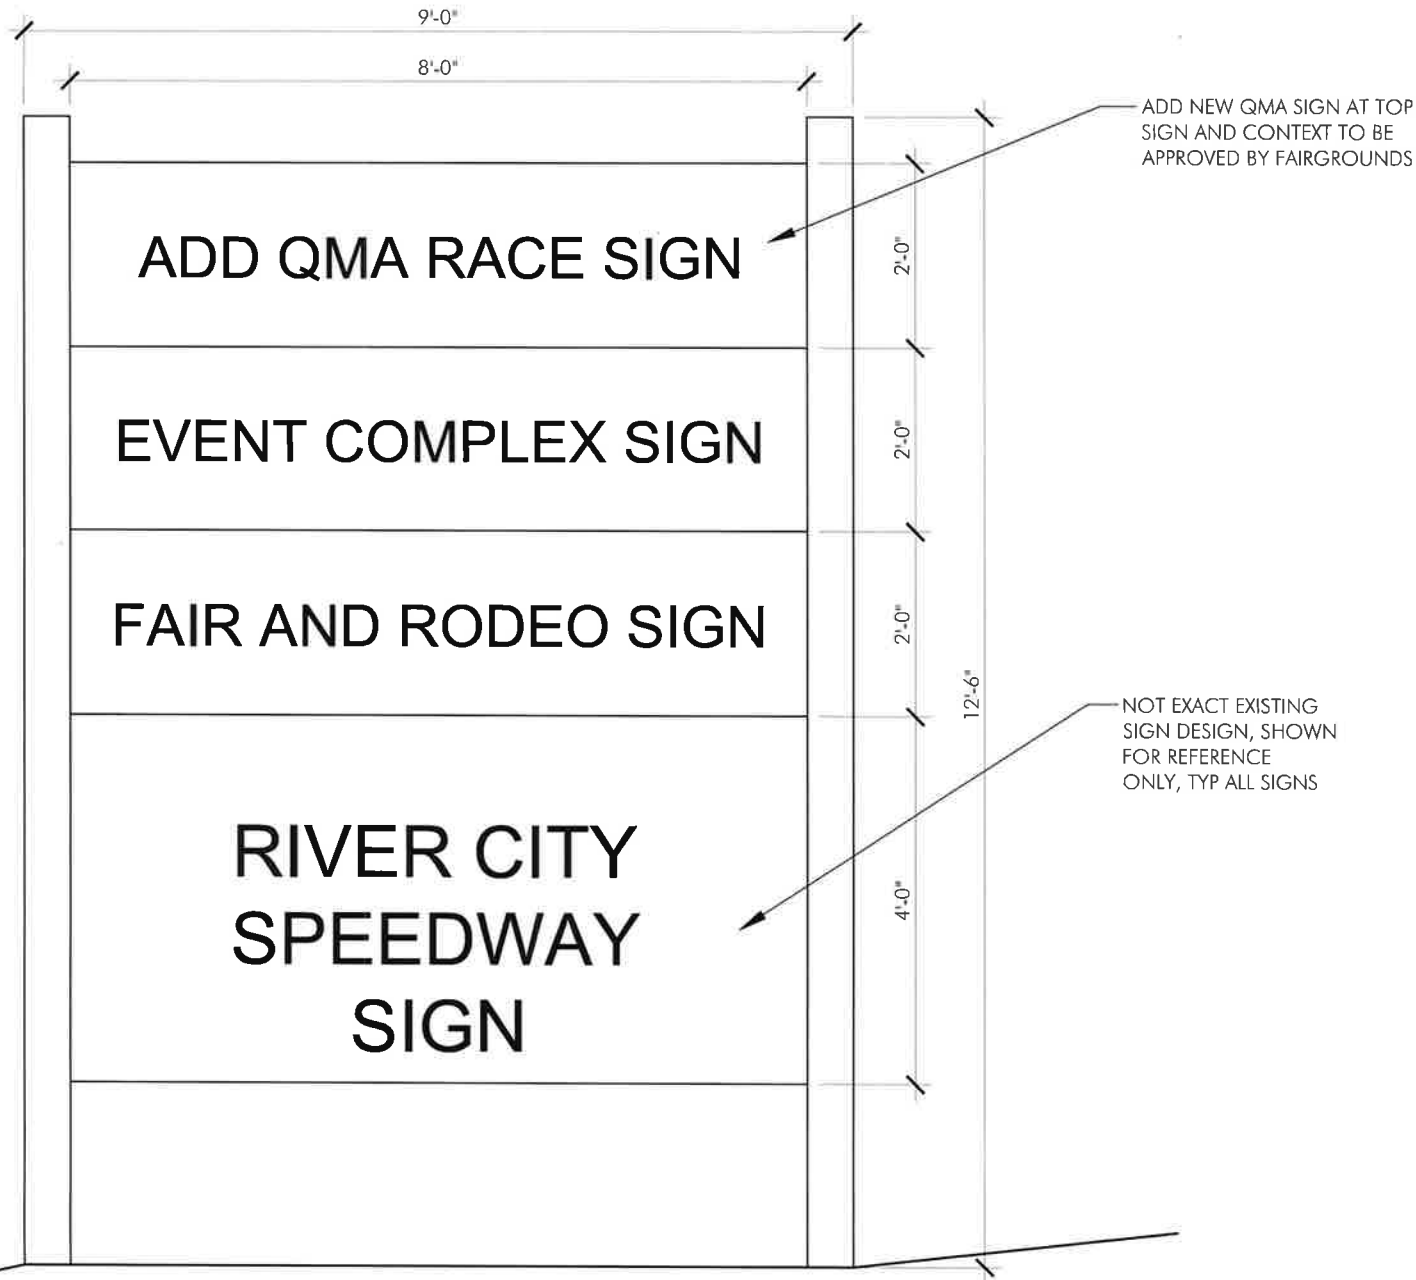 9'-0"
8'-0"
ADD NEW QMA SIGN AT TOP
SIGN AND CONTEXT TO BE
APPROVED BY FAIRGROUNDS
ADD QMA RACE SIGN
2'-0"
EVENT COMPLEX SIGN
2'-0"
FAIR AND RODEO SIGN
2'-0"
12'-6"
NOT EXACT EXISTING
SIGN DESIGN, SHOWN
FOR REFERENCE
ONLY, TYP ALL SIGNS
RIVER CITY
SPEEDWAY
SIGN
4'-0"